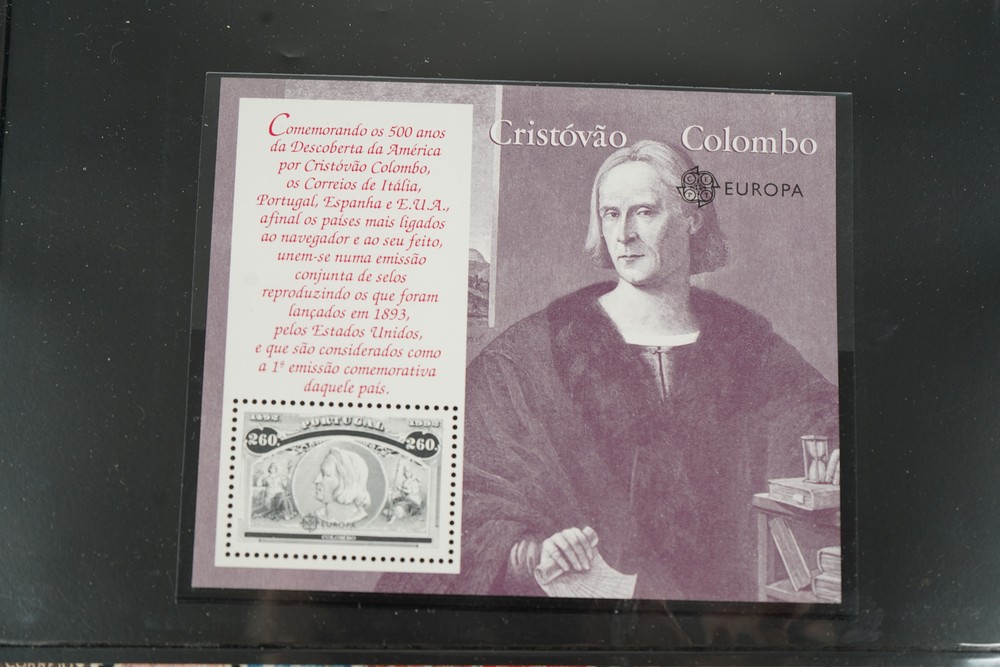 Cristóvão Colombo
EUROPA
Comemorando os 500 anos
da Descoberta da América
por Cristóvão Colombo,
os Correios de Itália,
Portugal, Espanha e E.U.A.,
afinal os países mais ligados
ao navegador e ao seu feito,
unem-se numa emissão
conjunta de selos
reproduzindo os que foram
lançados em 1893,
pelos Estados Unidos,
e que são considerados como
a 1ª emissão comemorativa
daquele país.
1492 PORTUGAL 1992
260. 260.
EUROPA
COLOMBO